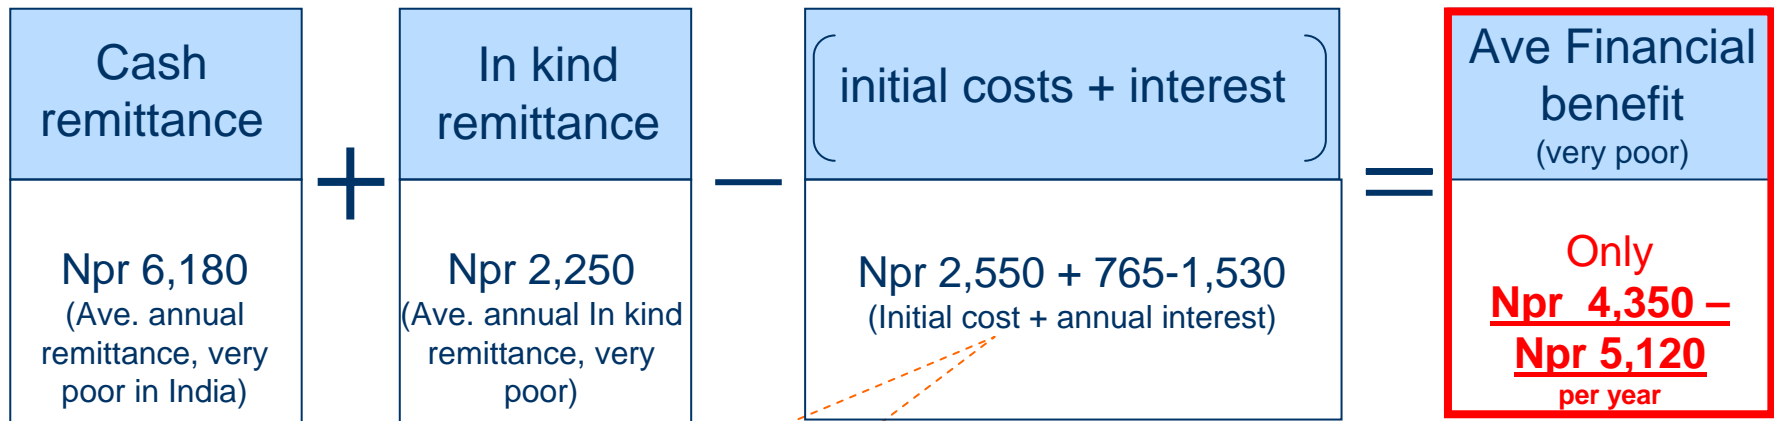 Cash
remittance
+
In kind
remittance
–
initial costs + interest
=
Ave Financial
benefit
(very poor)
Npr 6,180
(Ave. annual
remittance, very
poor in India)
Npr 2,250
(Ave. annual In kind
remittance, very
poor)
Npr 2,550 + 765-1,530
(Initial cost + annual interest)
Only
Npr 4,350 –
Npr 5,120
per year